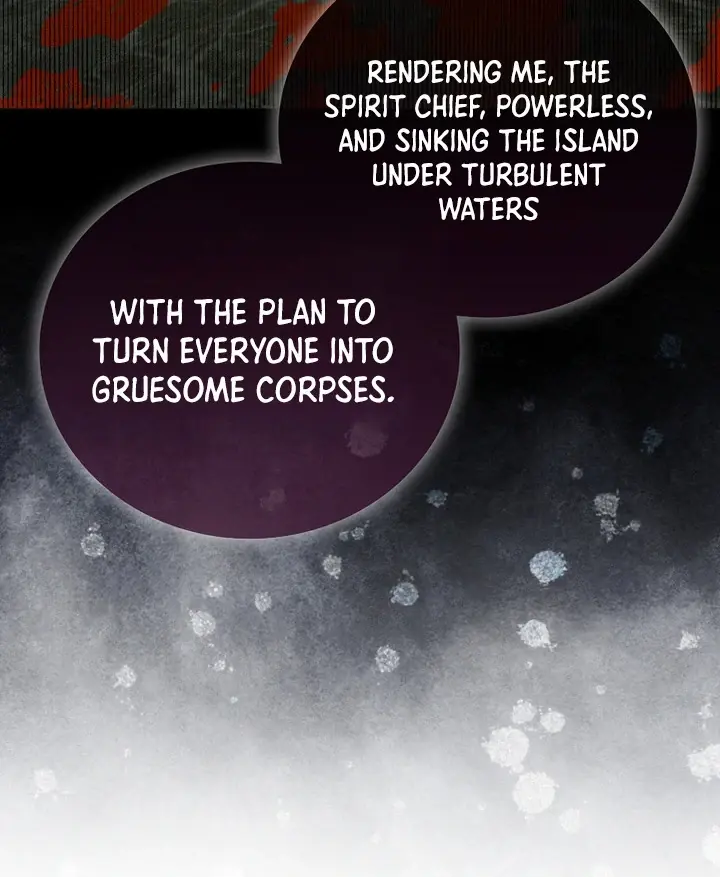 RENDERING ME, THE
SPIRIT CHIEF, POWERLESS,
AND SINKING THE ISLAND
UNDER TURBULENT
WATERS
WITH THE PLAN TO
TURN EVERYONE INTO
GRUESOME CORPSES.